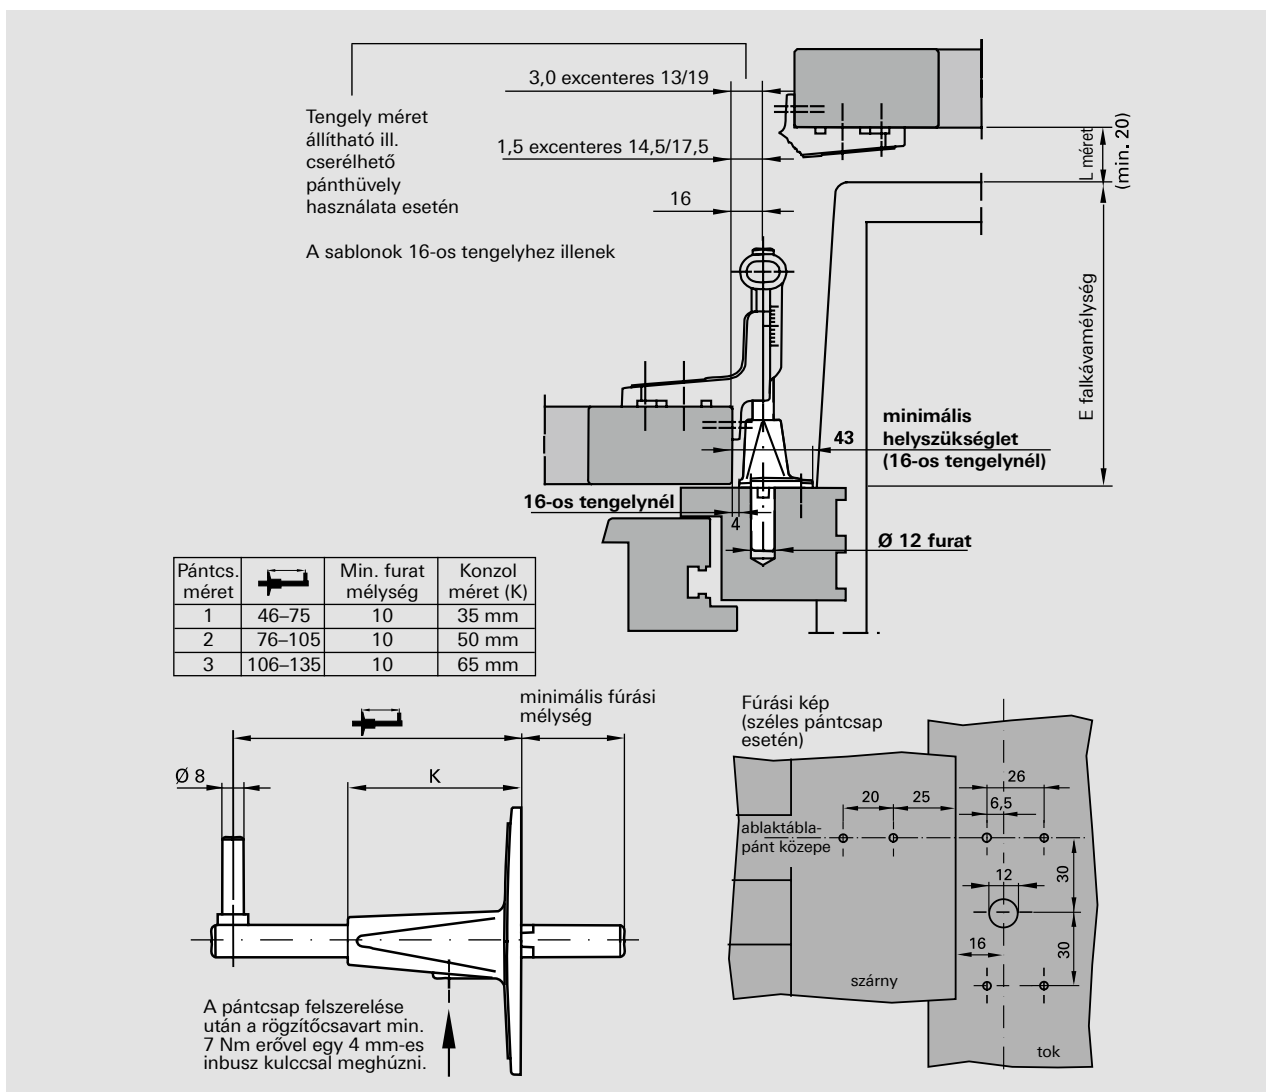 3,0 excenteres 13/19
Tengely méret
állítható ill.
cserélhető
pánthüvely
használata esetén
1,5 excenteres 14,5/17,5
16
A sablonok 16-os tengelyhez illenek
L méret
(min. 20)
E falkávamélység
43
minimális
helyszükséglet
(16-os tengelynél)
16-os tengelynél
4
Ø 12 furat
Pántcs. Min. furat Konzol
méret mélység méret (K)
1 46–75 10 35 mm
2 76–105 10 50 mm
3 106–135 10 65 mm
minimális fúrási
mélység
Ø 8
K
A pántcsap felszerelése
után a rögzítőcsavart min.
7 Nm erővel egy 4 mm-es
inbusz kulccsal meghúzni.
Fúrási kép
(széles pántcsap
esetén)
26
20 25 6,5
ablaktábla-
pánt közepe
30
12
16
30
szárny
tok